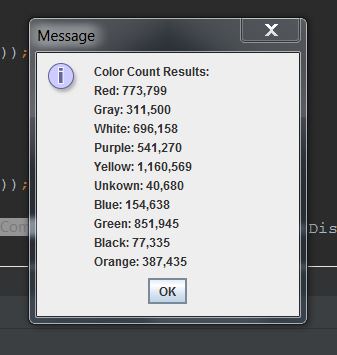 Message
));
Color Count Results:
Red: 773,799
Gray: 311,500
White: 696,158
Purple: 541,270
Yellow: 1,160,569
Unkown: 40,680
Blue: 154,638
));
Green: 851,945
Com
Dis
Black: 77,335
Orange: 387,435
OK